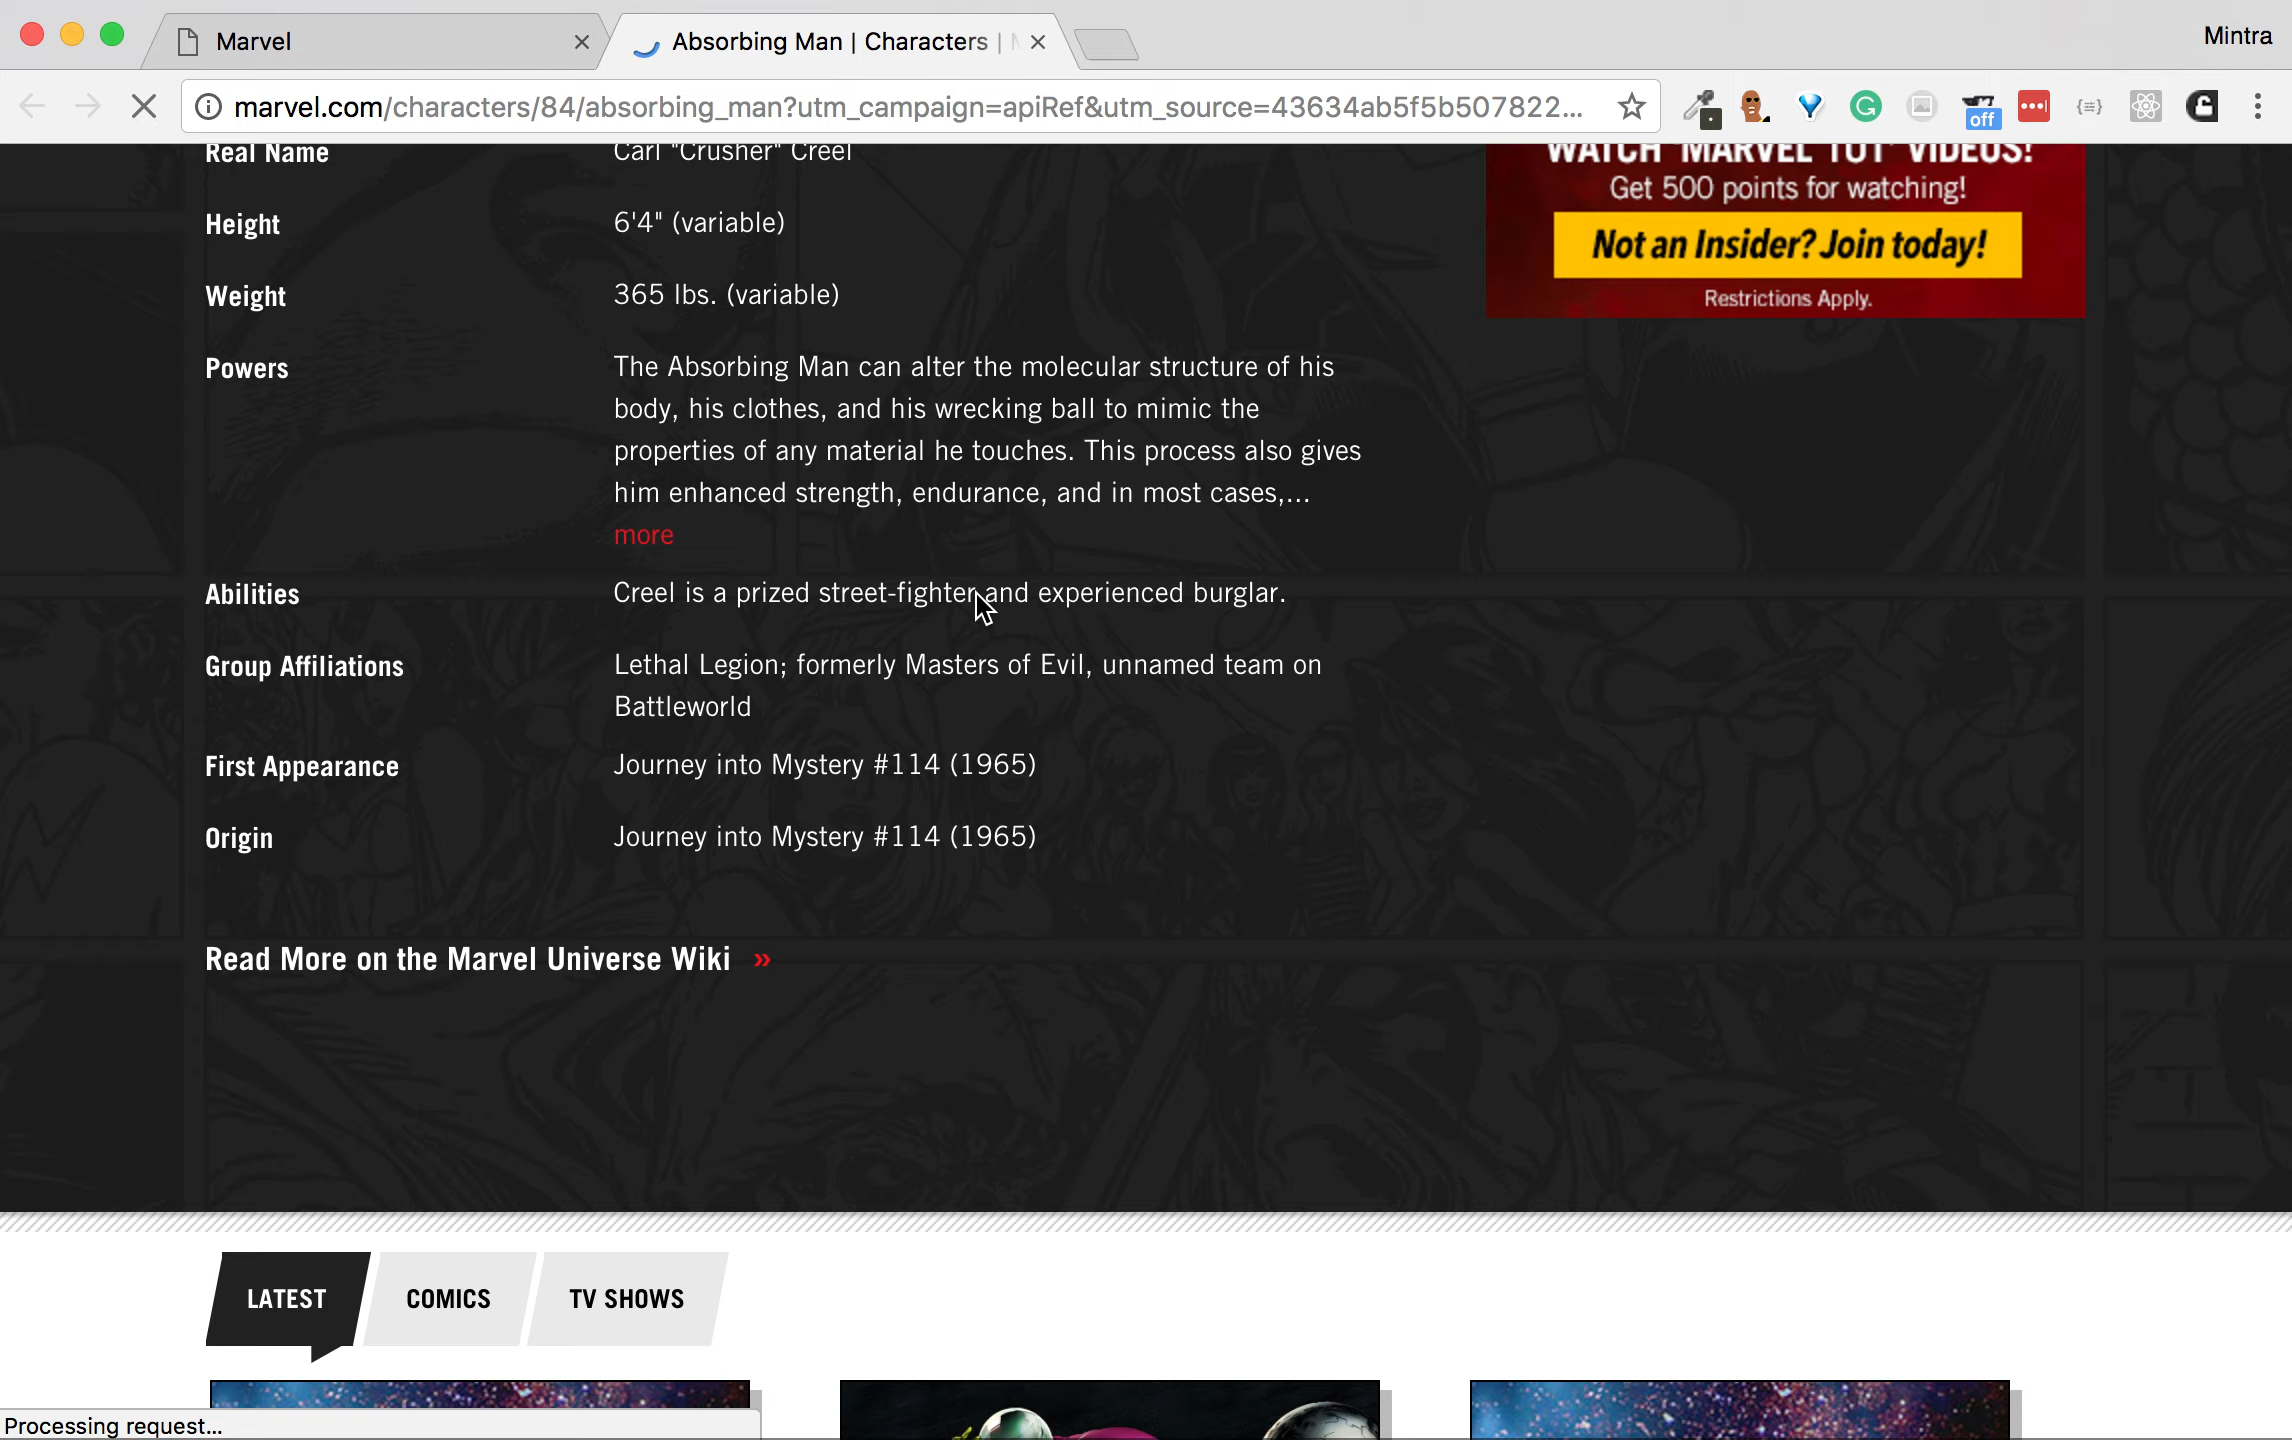 Marvel
Absorbing Man | Characters |
Mintra
marvel.com/characters/84/absorbing_man?utm_campaign=apiRef&utm_source=43634ab5f5b507822...
off
Real Name
Carl "Crusher" Creel
WATCH 'MARVEL TUT' VIDEOS!
Get 500 points for watching!
Not an Insider? Join today!
Restrictions Apply.
Height
6'4" (variable)
Weight
365 lbs. (variable)
Powers
The Absorbing Man can alter the molecular structure of his
body, his clothes, and his wrecking ball to mimic the
properties of any material he touches. This process also gives
him enhanced strength, endurance, and in most cases,...
more
Abilities
Creel is a prized street-fighter and experienced burglar.
Group Affiliations
Lethal Legion; formerly Masters of Evil, unnamed team on
Battleworld
First Appearance
Journey into Mystery #114 (1965)
Origin
Journey into Mystery #114 (1965)
Read More on the Marvel Universe Wiki »
LATEST
COMICS
TV SHOWS
Processing request...